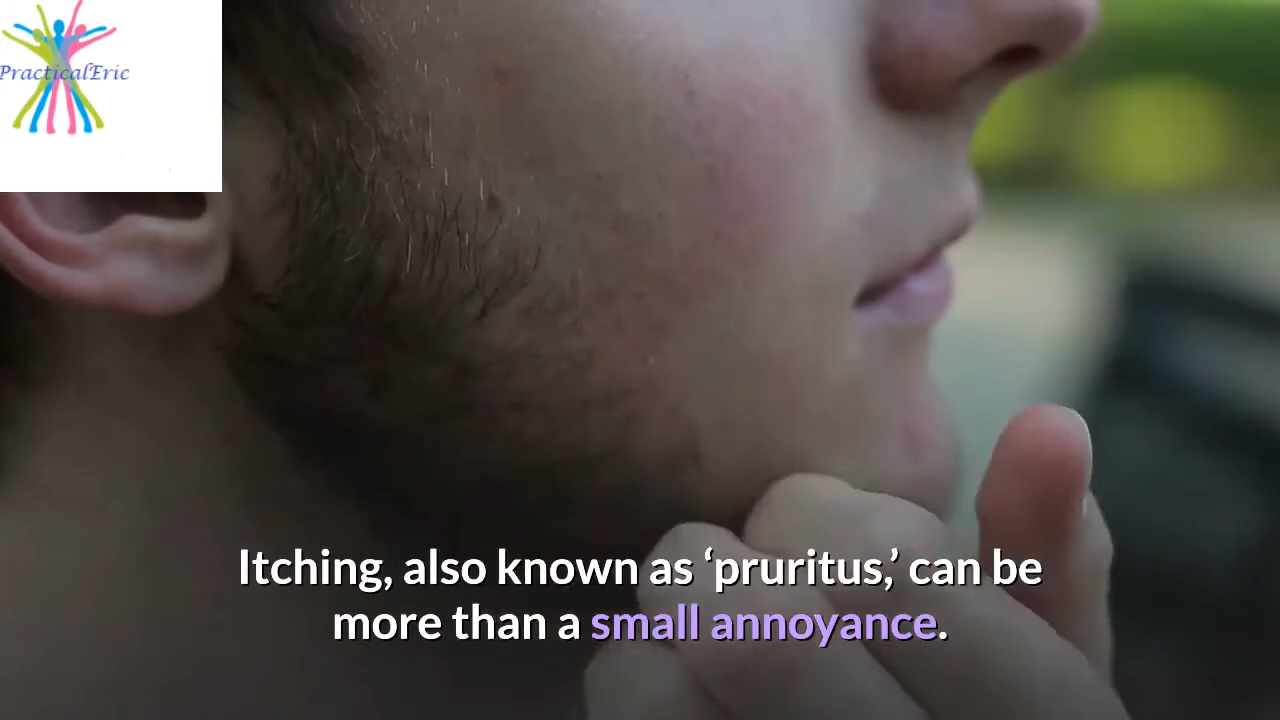 PracticalEric
Itching, also known as ‘pruritus,’ can be
more than a small annoyance.